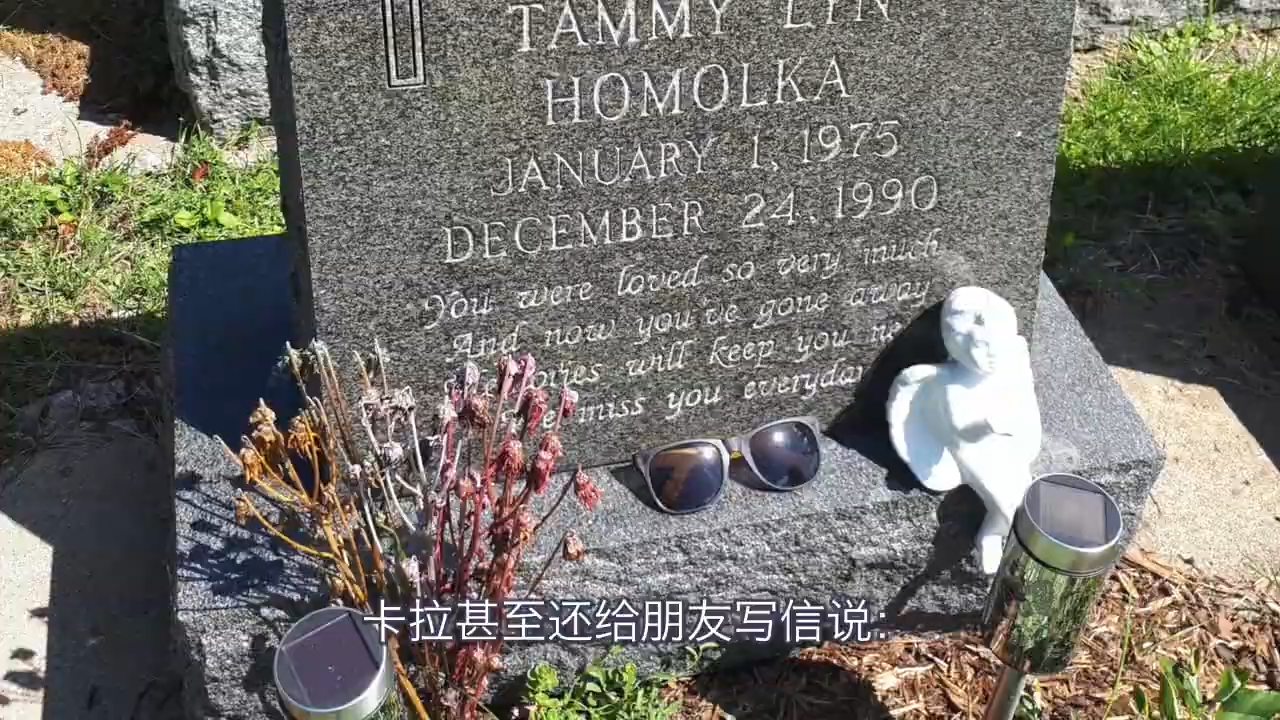 TAMMY LYN
HOMOLKA
JANUARY 1, 1975
DECEMBER 24, 1990
You were loved so very much
And now you've gone away
will keep you
miss you everyday
卡拉甚至还给朋友写信说：